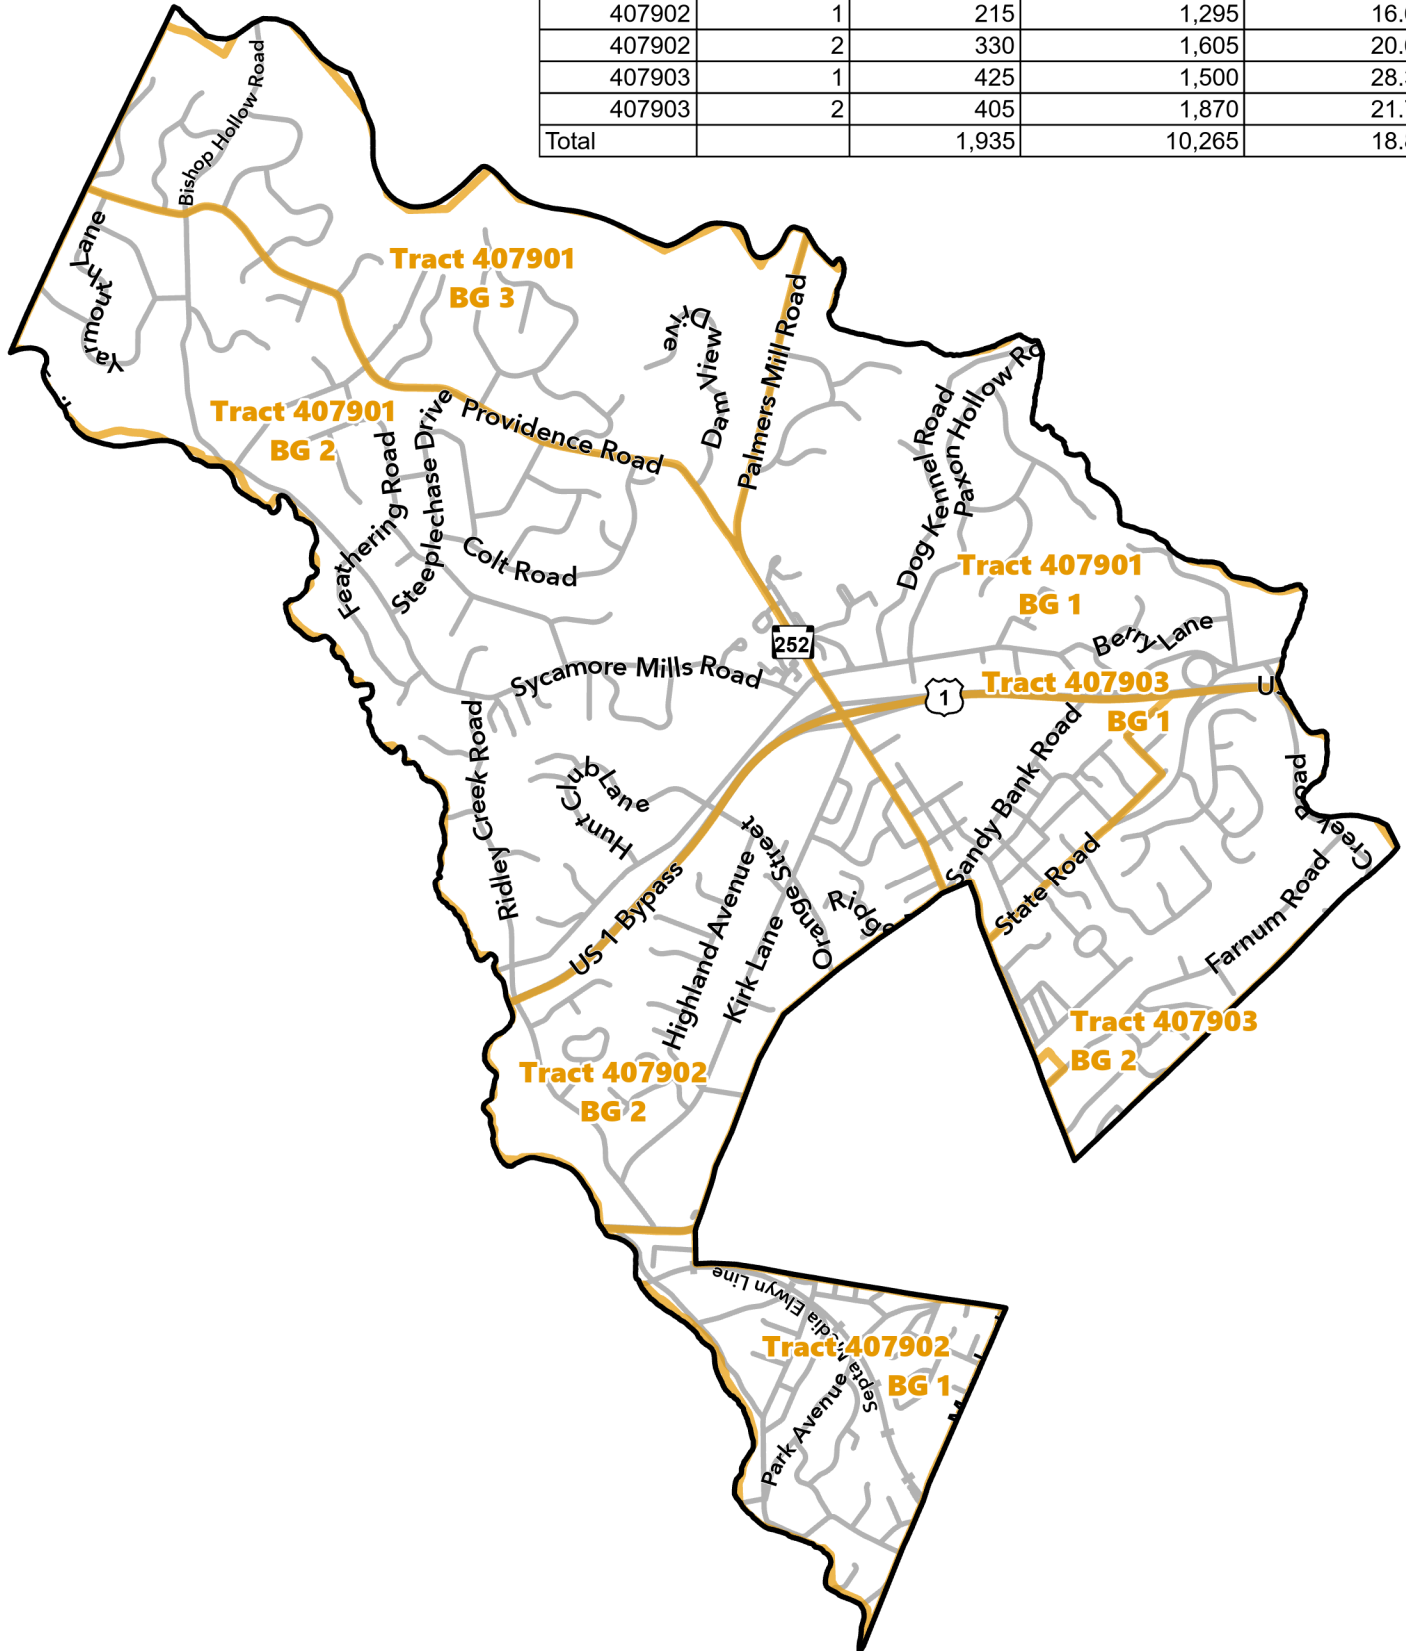 407902 1 215 1,295
407902 2 330 1,605
407903 1 425 1,500
407903 2 405 1,870
Total 1,935 10,265
Bishop Hollow Road
Yarmouth Lane
Tract 407901
BG 3
Drive
Dam View
Palmers Mill Road
Tract 407901
BG 2
Providence Road
Feathering Road
Steeplechase Drive
Colt Road
Dog Kennel Road
Paxon Hollow
Tract 407901
BG 1
252
Berry Lane
Sycamore Mills Road
1
Tract 407903
BG 1
Ridley Creek Road
Hunt Club Lane
Sandy Bank Road
State Road
Creek Road
Farnum Road
US 1 Bypass
Highland Avenue
Kirk Lane
Orange Street
Tract 407903
BG 2
Tract 407902
BG 2
Septa Media Elwyn Line
Tract 407902
BG 1
Park Avenue